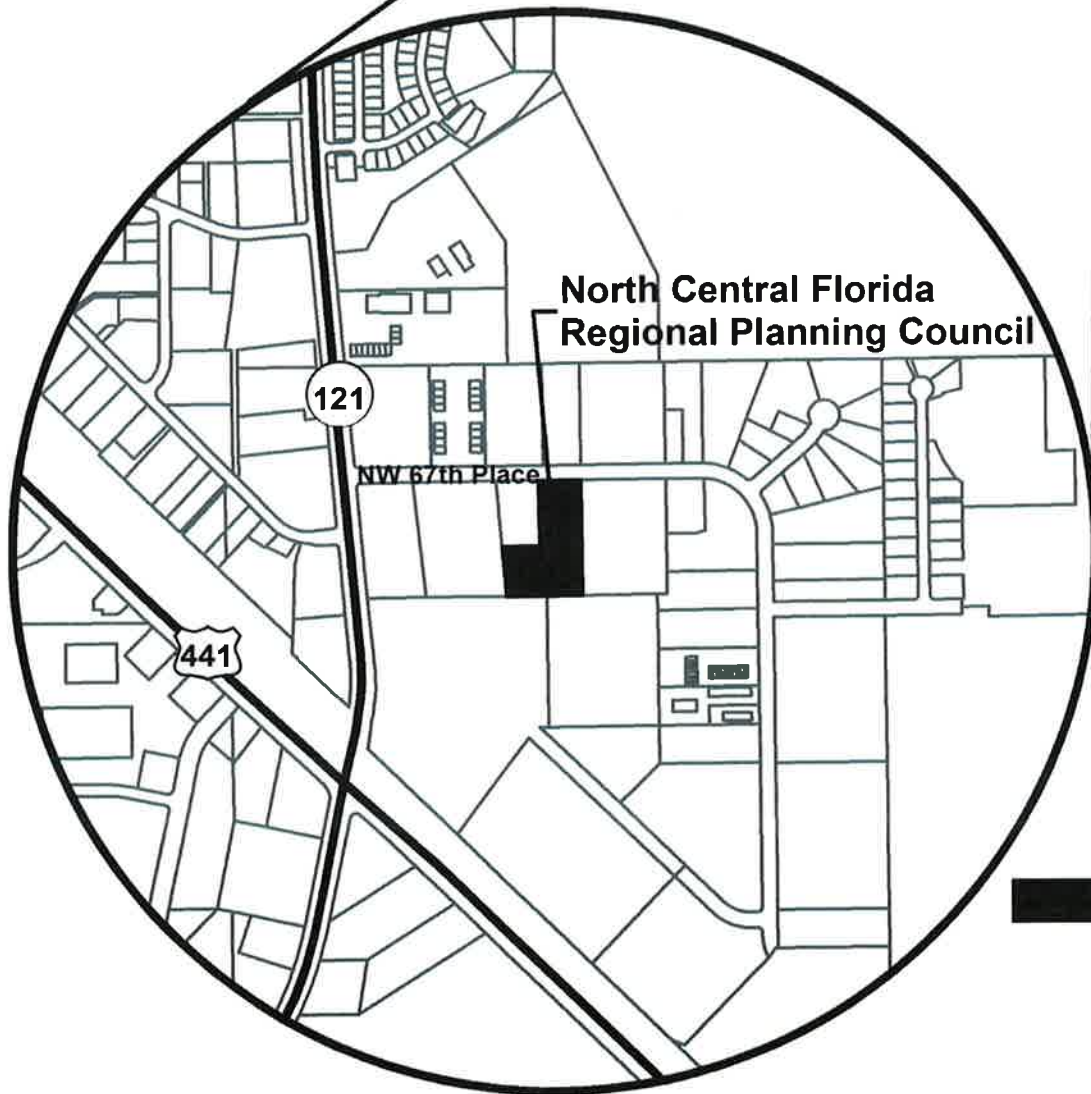 North Central Florida
Regional Planning Council
121
NW 67th Place
441